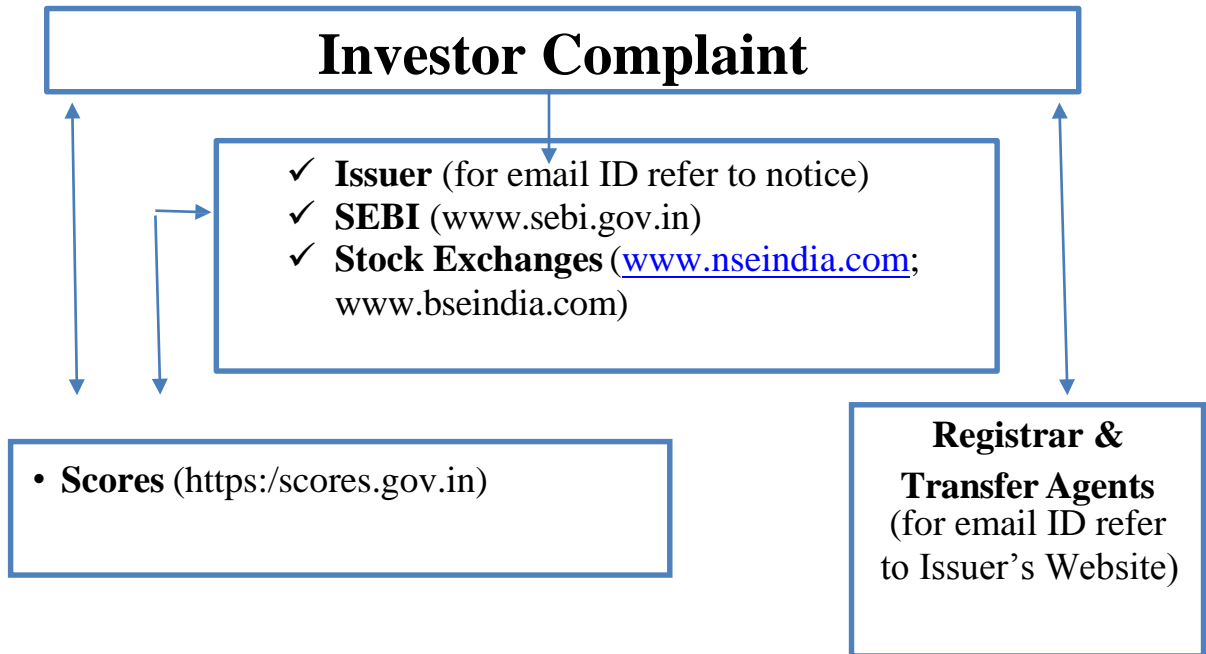 Investor Complaint
✓ Issuer (for email ID refer to notice)
✓ SEBI (www.sebi.gov.in)
✓ Stock Exchanges (www.nseindia.com;
www.bseindia.com)
• Scores (https:/scores.gov.in)
Registrar &
Transfer Agents
(for email ID refer
to Issuer’s Website)